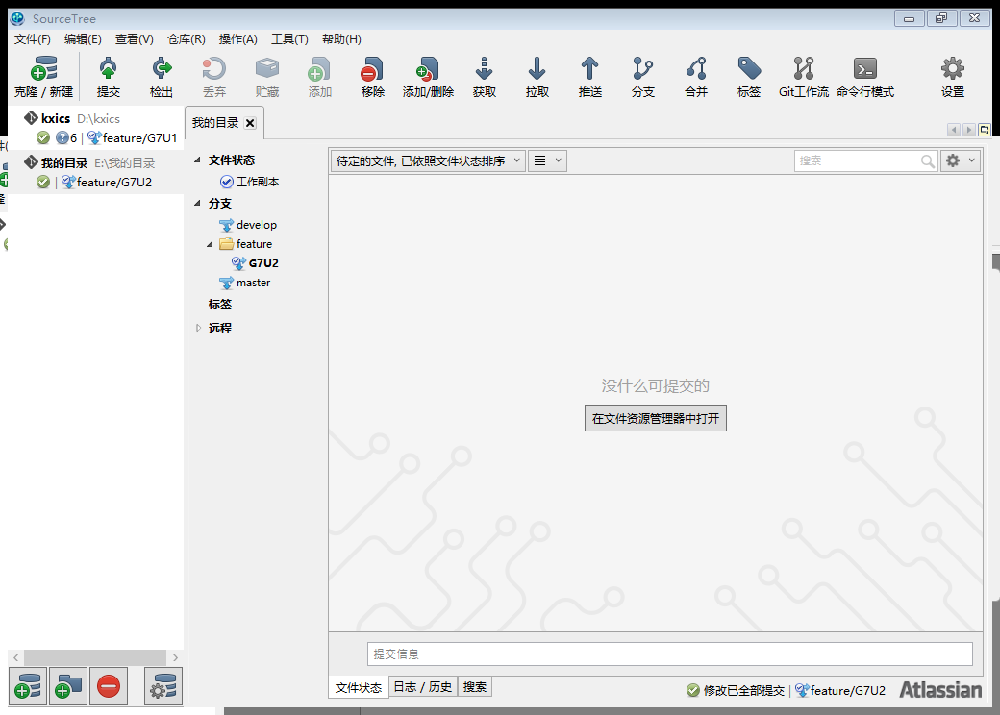 SourceTree
文件(F) 编辑(E) 查看(V) 仓库(R) 操作(A) 工具(T) 帮助(H)
克隆 / 新建 提交 检出 丢弃 贮藏 添加 移除 添加/删除 获取 拉取 推送 分支 合并 标签 Git工作流 命令行模式 设置
kxics D:\kxics
6 | feature/G7U1
我的目录 E:\我的目录
| feature/G7U2
我的目录
文件状态
工作副本
分支
develop
feature
G7U2
master
标签
远程
待定的文件, 已依照文件状态排序
搜索
没什么可提交的
在文件资源管理器中打开
提交信息
文件状态 日志 / 历史 搜索
修改已全部提交 | feature/G7U2 Atlassian